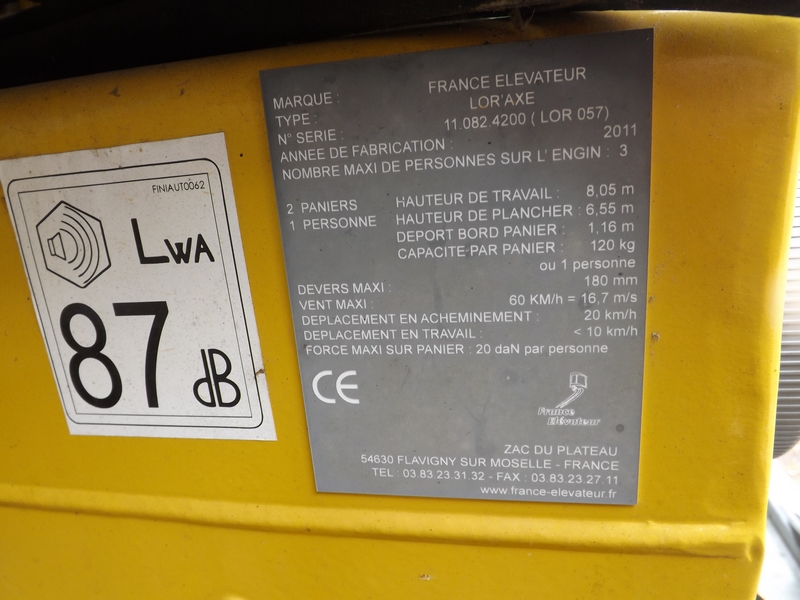 FINIAUT0062
LWA
87 dB
MARQUE : FRANCE ELEVATEUR
TYPE : LOR'AXE
N° SERIE : 11.082.4200 ( LOR 057)
ANNEE DE FABRICATION : 2011
NOMBRE MAXI DE PERSONNES SUR L' ENGIN : 3
2 PANIERS HAUTEUR DE TRAVAIL : 8,05 m
1 PERSONNE HAUTEUR DE PLANCHER : 6,55 m
DEPORT BORD PANIER : 1,16 m
CAPACITE PAR PANIER : 120 kg
ou 1 personne
DEVERS MAXI : 180 mm
VENT MAXI : 60 KM/H = 16,7 m/s
DEPLACEMENT EN ACHEMINEMENT : 20 km/h
DEPLACEMENT EN TRAVAIL : < 10 km/h
FORCE MAXI SUR PANIER : 20 daN par personne
CE
France
Elévateur
ZAC DU PLATEAU
54630 FLAVIGNY SUR MOSELLE - FRANCE
TEL : 03.83.23.31.32 - FAX : 03.83.23.27.11
www.france-elevateur.fr